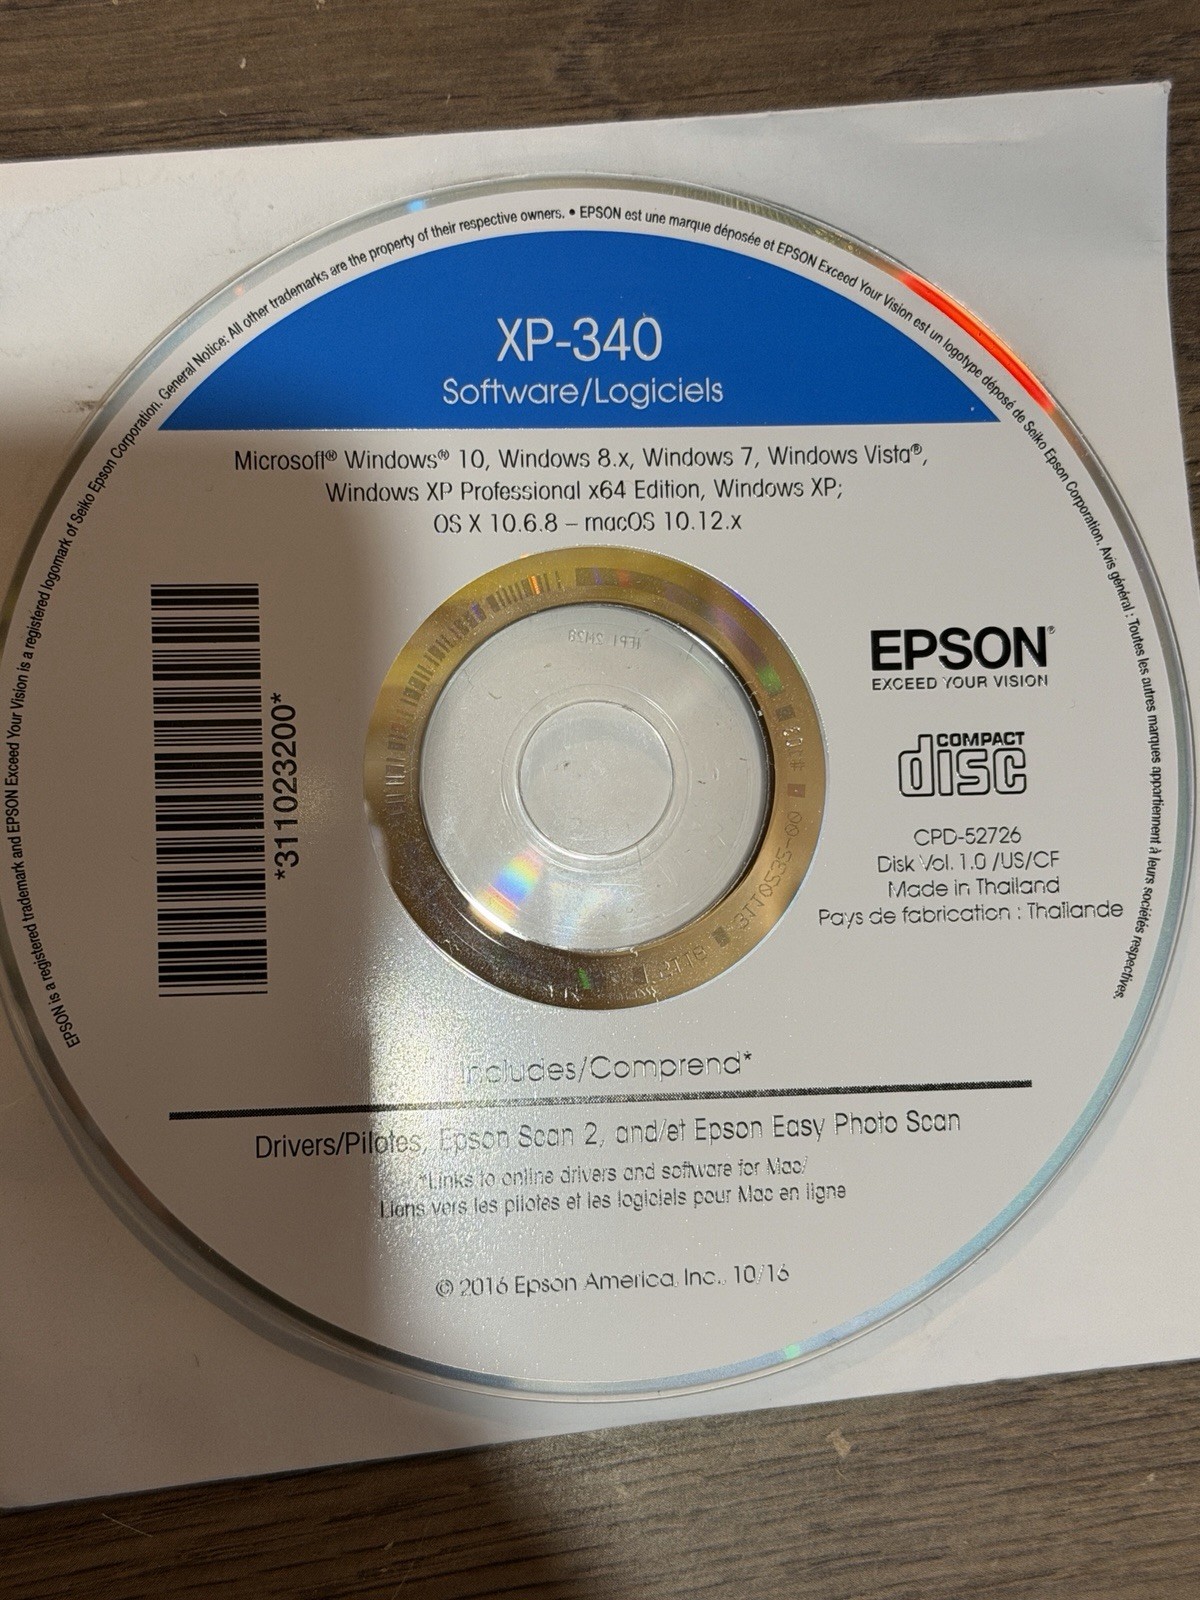 EPSON is a registered trademark and EPSON Exceed Your Vision is a registered logomark of Seiko Epson Corporation. General Notice: All other trademarks are the property of their respective owners. • EPSON est une marque déposée et EPSON Exceed Your Vision est un logotype déposé de Seiko Epson Corporation. Avis général : Toutes les autres marques appartiennent à leurs sociétés respectives.
XP-340
Software/Logiciels
Microsoft® Windows® 10, Windows 8.x, Windows 7, Windows Vista®,
Windows XP Professional x64 Edition, Windows XP;
OS X 10.6.8 – macOS 10.12.x
*311023200*
EPSON®
EXCEED YOUR VISION
COMPACT
disc
CPD-52726
Disk Vol. 1.0 /US/CF
Made in Thailand
Pays de fabrication : Thaïlande
3110535-00
Includes/Comprend*
Drivers/Pilotes, Epson Scan 2, and/et Epson Easy Photo Scan
*Links to online drivers and software for Mac/
Liens vers les pilotes et les logiciels pour Mac en ligne
© 2016 Epson America, Inc., 10/16